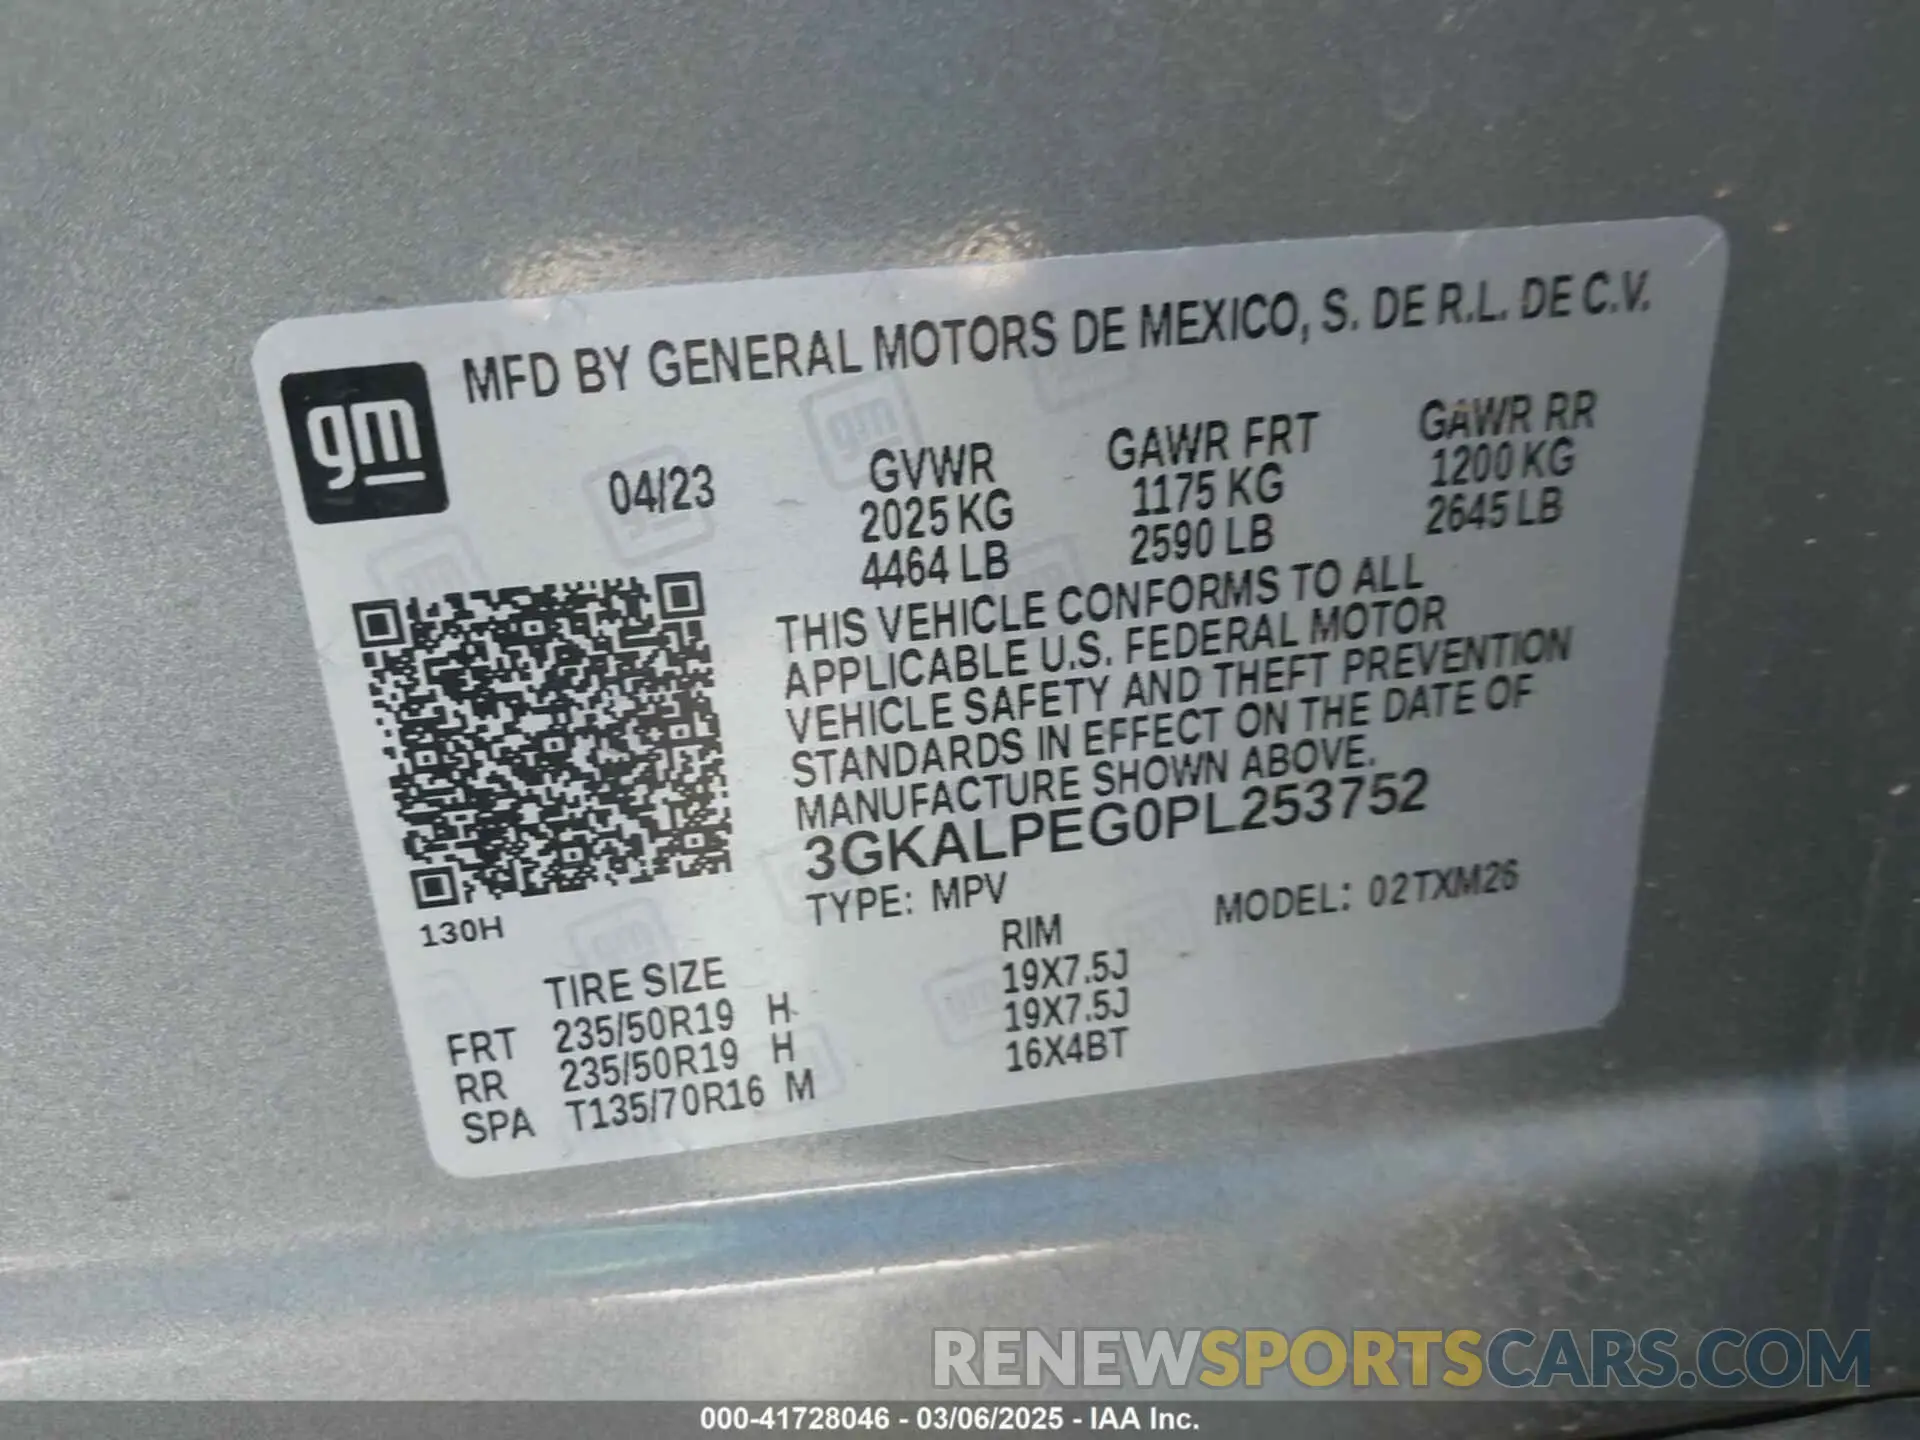 MFD BY GENERAL MOTORS DE MEXICO, S. DE R.L. DE C.V.
gm
04/23
GVWR
2025 KG
4464 LB
GAWR FRT
1175 KG
2590 LB
GAWR RR
1200 KG
2645 LB
THIS VEHICLE CONFORMS TO ALL
APPLICABLE U.S. FEDERAL MOTOR
VEHICLE SAFETY AND THEFT PREVENTION
STANDARDS IN EFFECT ON THE DATE OF
MANUFACTURE SHOWN ABOVE.
3GKALPEG0PL253752
TYPE: MPV MODEL: 02TXM26
130H
TIRE SIZE RIM
FRT 235/50R19 H 19X7.5J
RR 235/50R19 H 19X7.5J
SPA T135/70R16 M 16X4BT
RENEWSPORTSCARS.COM
000-41728046 - 03/06/2025 - IAA Inc.